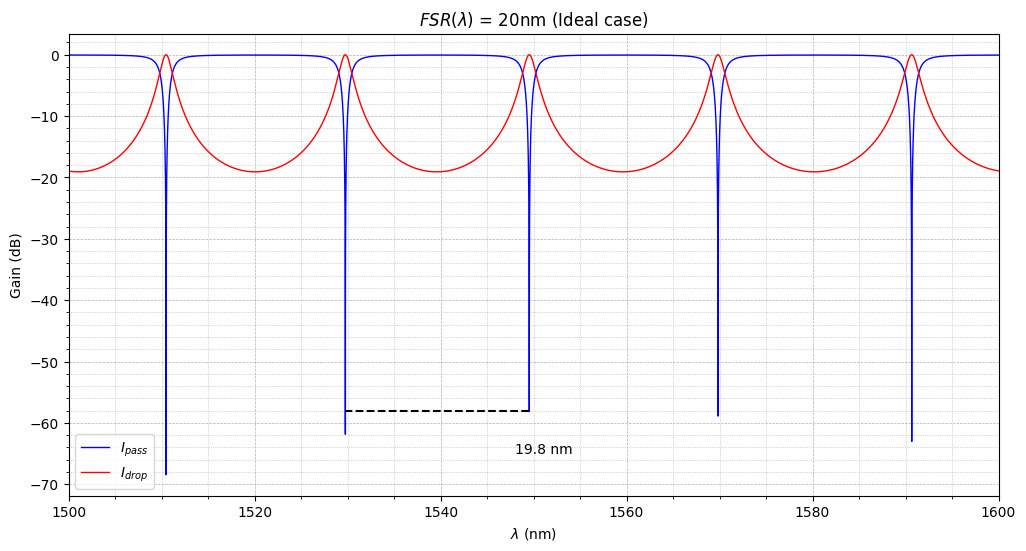 FSR(λ) = 20nm (Ideal case)
Gain (dB)
0
−10
−20
−30
−40
−50
−60
−70
19.8 nm
I_pass
I_drop
1500 1520 1540 1560 1580 1600
λ (nm)